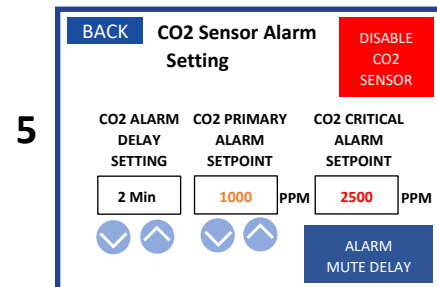 BACK
CO2 Sensor Alarm
Setting
DISABLE
CO2
SENSOR
5
CO2 ALARM
DELAY
SETTING
CO2 PRIMARY
ALARM
SETPOINT
CO2 CRITICAL
ALARM
SETPOINT
2 Min
1000 PPM
2500 PPM
ALARM
MUTE DELAY